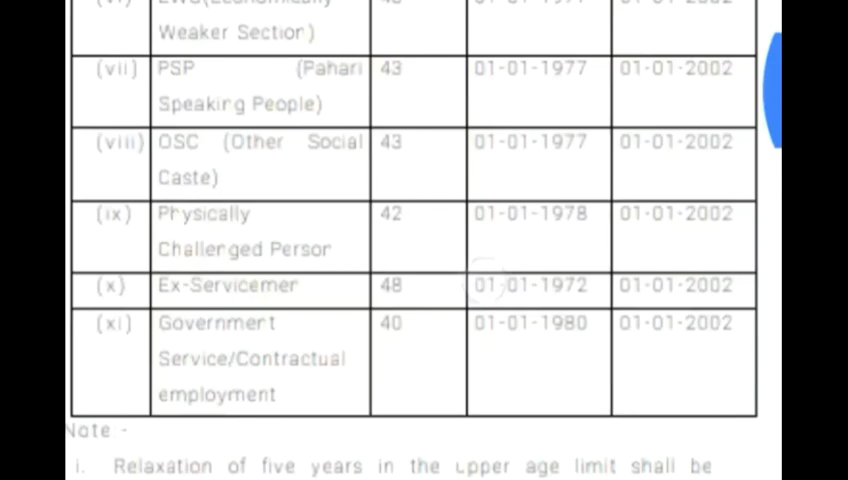 Weaker Section)
(vii) PSP (Pahari 43 01-01-1977 01-01-2002
Speaking People)
(viii) OSC (Other Social 43 01-01-1977 01-01-2002
Caste)
(ix) Physically 42 01-01-1978 01-01-2002
Challenged Person
(x) Ex-Servicemen 48 01-01-1972 01-01-2002
(xi) Government 40 01-01-1980 01-01-2002
Service/Contractual
employment
Note:-
i. Relaxation of five years in the upper age limit shall be